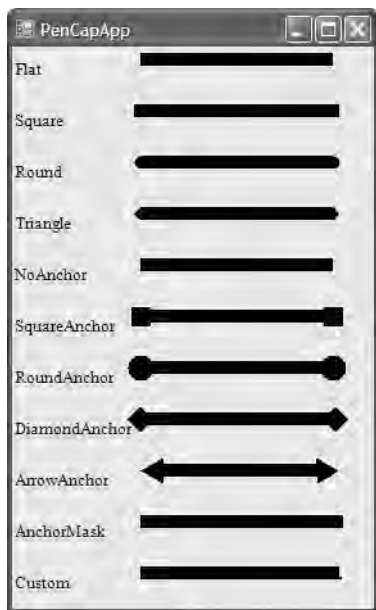 PenCapApp
Flat
Square
Round
Triangle
NoAnchor
SquareAnchor
RoundAnchor
DiamondAnchor
ArrowAnchor
AnchorMask
Custom